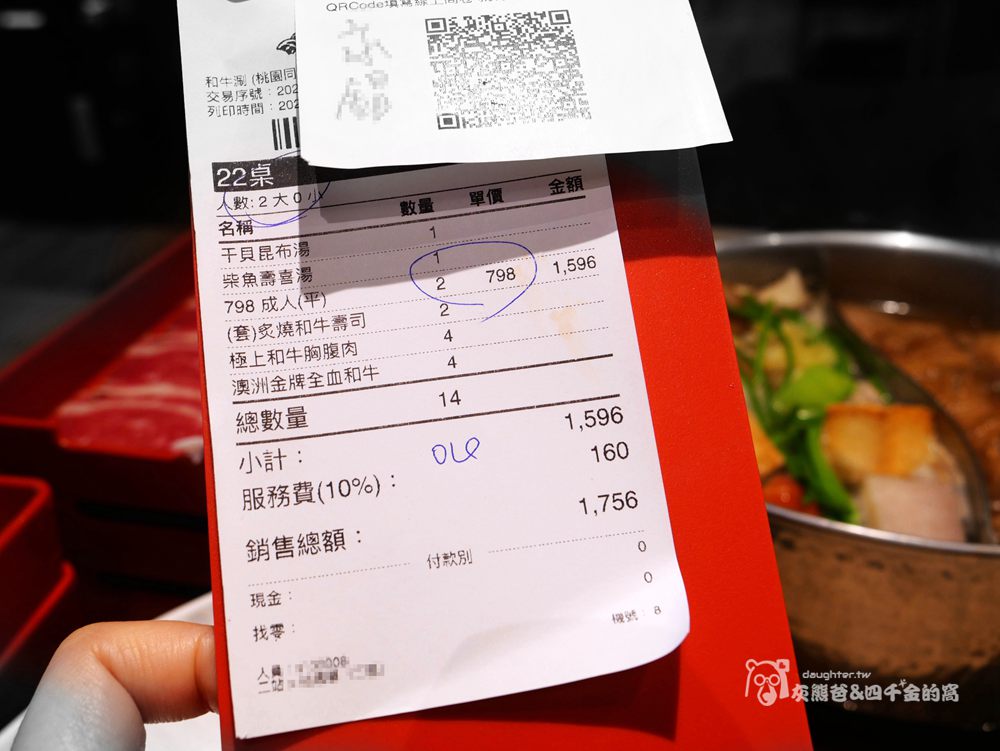 QRCode填寫線上問卷
和牛涮 (桃園同
交易序號：202
列印時間：202
22桌
人數: 2 大 0 小
名稱 數量 單價 金額
干貝昆布湯 1
柴魚壽喜湯 1
798 成人(平) 2 798 1,596
(套)炙燒和牛壽司 2
極上和牛胸腹肉 4
澳洲金牌全血和牛 4
總數量 14
小計： 1,596
服務費(10%)： 160
銷售總額： 1,756
付款別
現金： 0
找零： 0
機號：8
人員
daughter.tw
灰熊爸&四千金的窩